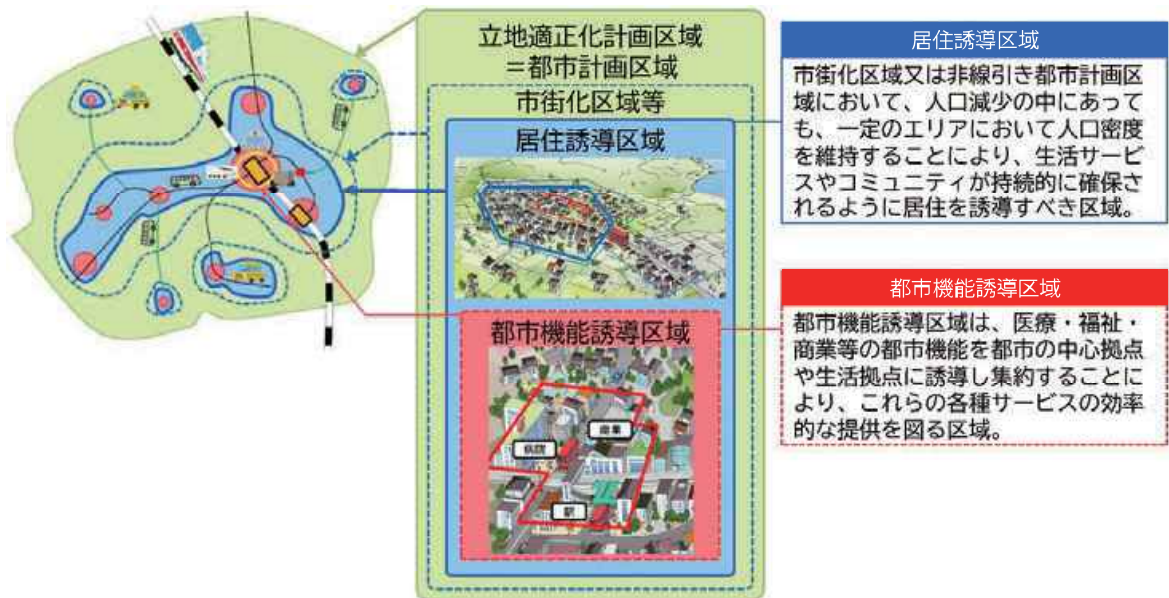 立地適正化計画区域
＝都市計画区域
市街化区域等
居住誘導区域
都市機能誘導区域
商業
病院
駅
居住誘導区域
市街化区域又は非線引き都市計画区
域において、人口減少の中にあって
も、一定のエリアにおいて人口密度
を維持することにより、生活サービ
スやコミュニティが持続的に確保さ
れるように居住を誘導すべき区域。
都市機能誘導区域
都市機能誘導区域は、医療・福祉・
商業等の都市機能を都市の中心拠点
や生活拠点に誘導し集約することに
より、これらの各種サービスの効率
的な提供を図る区域。